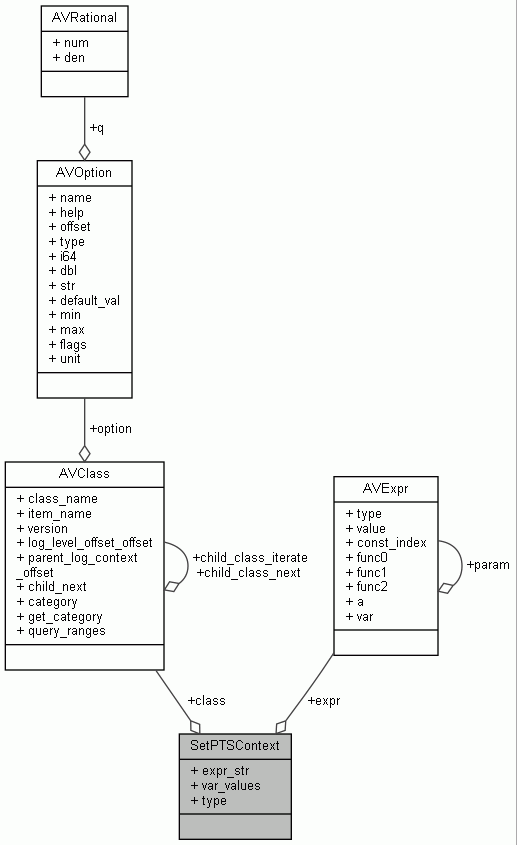 AVRational
+ num
+ den
+q
AVOption
+ name
+ help
+ offset
+ type
+ i64
+ dbl
+ str
+ default_val
+ min
+ max
+ flags
+ unit
+option
AVClass
+ class_name
+ item_name
+ version
+ log_level_offset_offset
+ parent_log_context
_offset
+ child_next
+ category
+ get_category
+ query_ranges
+child_class_iterate
+child_class_next
AVExpr
+ type
+ value
+ const_index
+ func0
+ func1
+ func2
+ a
+ var
+param
+class
+expr
SetPTSContext
+ expr_str
+ var_values
+ type